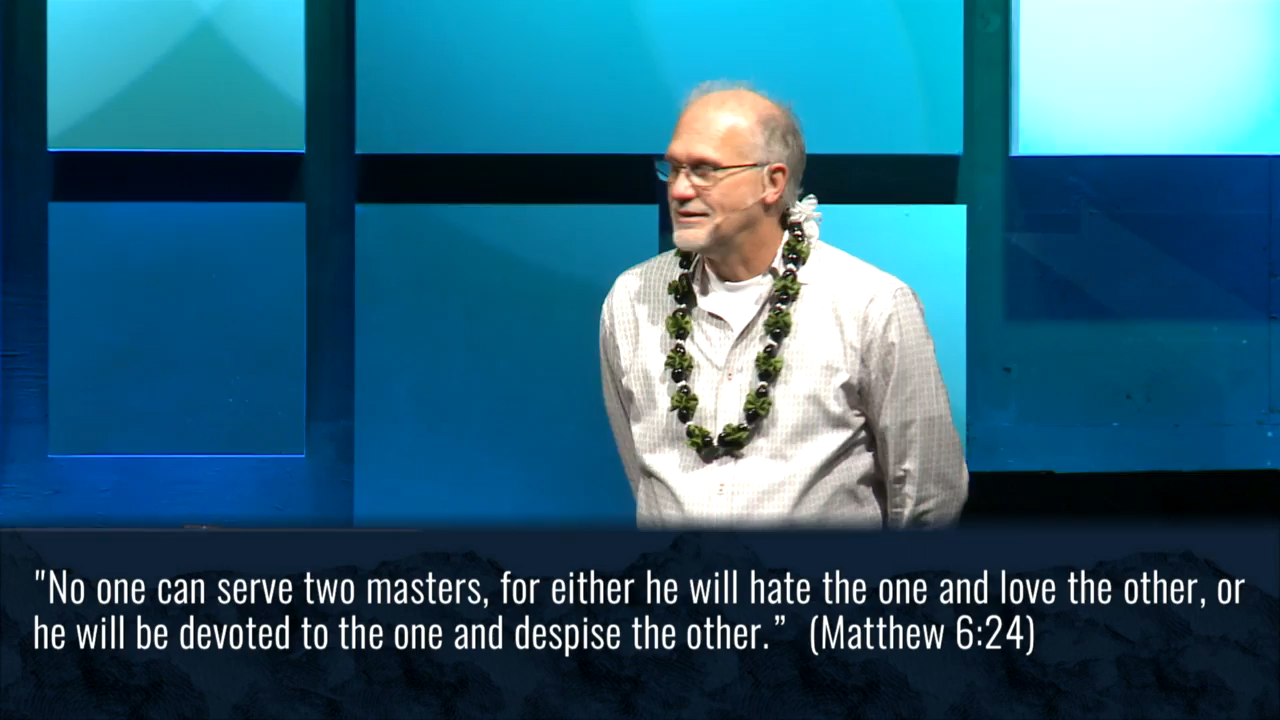 "No one can serve two masters, for either he will hate the one and love the other, or
he will be devoted to the one and despise the other.” (Matthew 6:24)